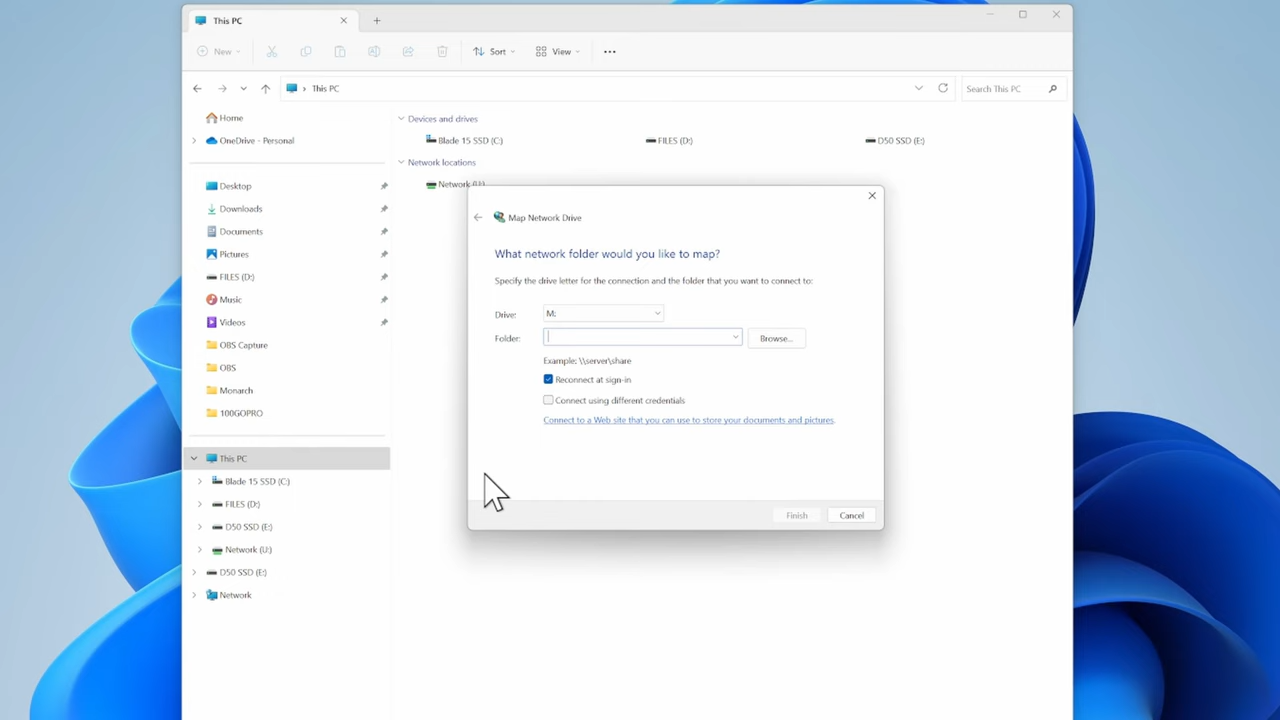 This PC
New
Sort
View
This PC
Search This PC
Home
OneDrive - Personal
Desktop
Downloads
Documents
Pictures
FILES (D:)
Music
Videos
OBS Capture
OBS
Monarch
100GOPRO
This PC
Blade 15 SSD (C:)
FILES (D:)
D50 SSD (E:)
Network (U:)
D50 SSD (E:)
Network
Devices and drives
Blade 15 SSD (C:)
FILES (D:)
D50 SSD (E:)
Network locations
Network (U:)
Map Network Drive
What network folder would you like to map?
Specify the drive letter for the connection and the folder that you want to connect to:
Drive: M:
Folder: Browse...
Example: \\server\share
Reconnect at sign-in
Connect using different credentials
Connect to a Web site that you can use to store your documents and pictures.
Finish Cancel